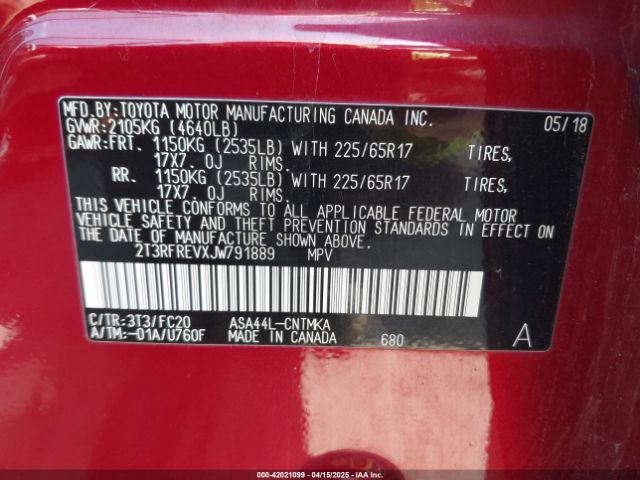 MFD.BY:TOYOTA MOTOR MANUFACTURING CANADA INC.
GVWR:2105KG (4640LB) 05/18
GAWR:FRT. 1150KG (2535LB) WITH 225/65R17 TIRES,
17X7. 0J RIMS.
RR. 1150KG (2535LB) WITH 225/65R17 TIRES,
17X7. 0J RIMS.
THIS VEHICLE CONFORMS TO ALL APPLICABLE FEDERAL MOTOR
VEHICLE SAFETY AND THEFT PREVENTION STANDARDS IN EFFECT ON
THE DATE OF MANUFACTURE SHOWN ABOVE.
2T3RFREVXJW791889 MPV
C/TR:3T3/FC20 ASA44L-CNTMKA
A/TM:-01A/U760F MADE IN CANADA 680 A
000-42021099 - 04/15/2025 - IAA Inc.